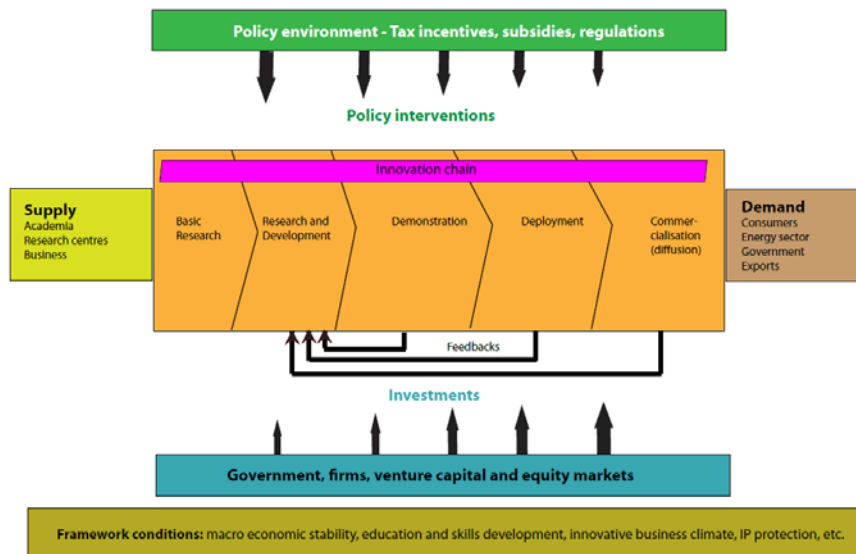 Policy environment - Tax incentives, subsidies, regulations
Policy interventions
Innovation chain
Supply
Academia
Research centres
Business
Basic
Research
Research and
Development
Demonstration
Deployment
Commer-
cialisation
(diffusion)
Demand
Consumers
Energy sector
Government
Exports
Feedbacks
Investments
Government, firms, venture capital and equity markets
Framework conditions: macro economic stability, education and skills development, innovative business climate, IP protection, etc.